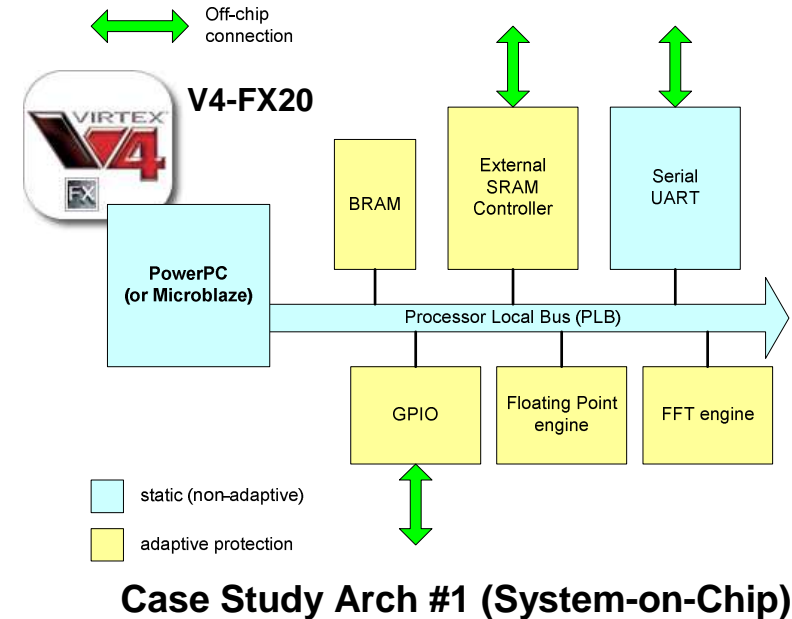 Off-chip
connection
VIRTEX
V4
FX
V4-FX20
BRAM
External
SRAM
Controller
Serial
UART
PowerPC
(or Microblaze)
Processor Local Bus (PLB)
GPIO
Floating Point
engine
FFT engine
static (non-adaptive)
adaptive protection
Case Study Arch #1 (System-on-Chip)